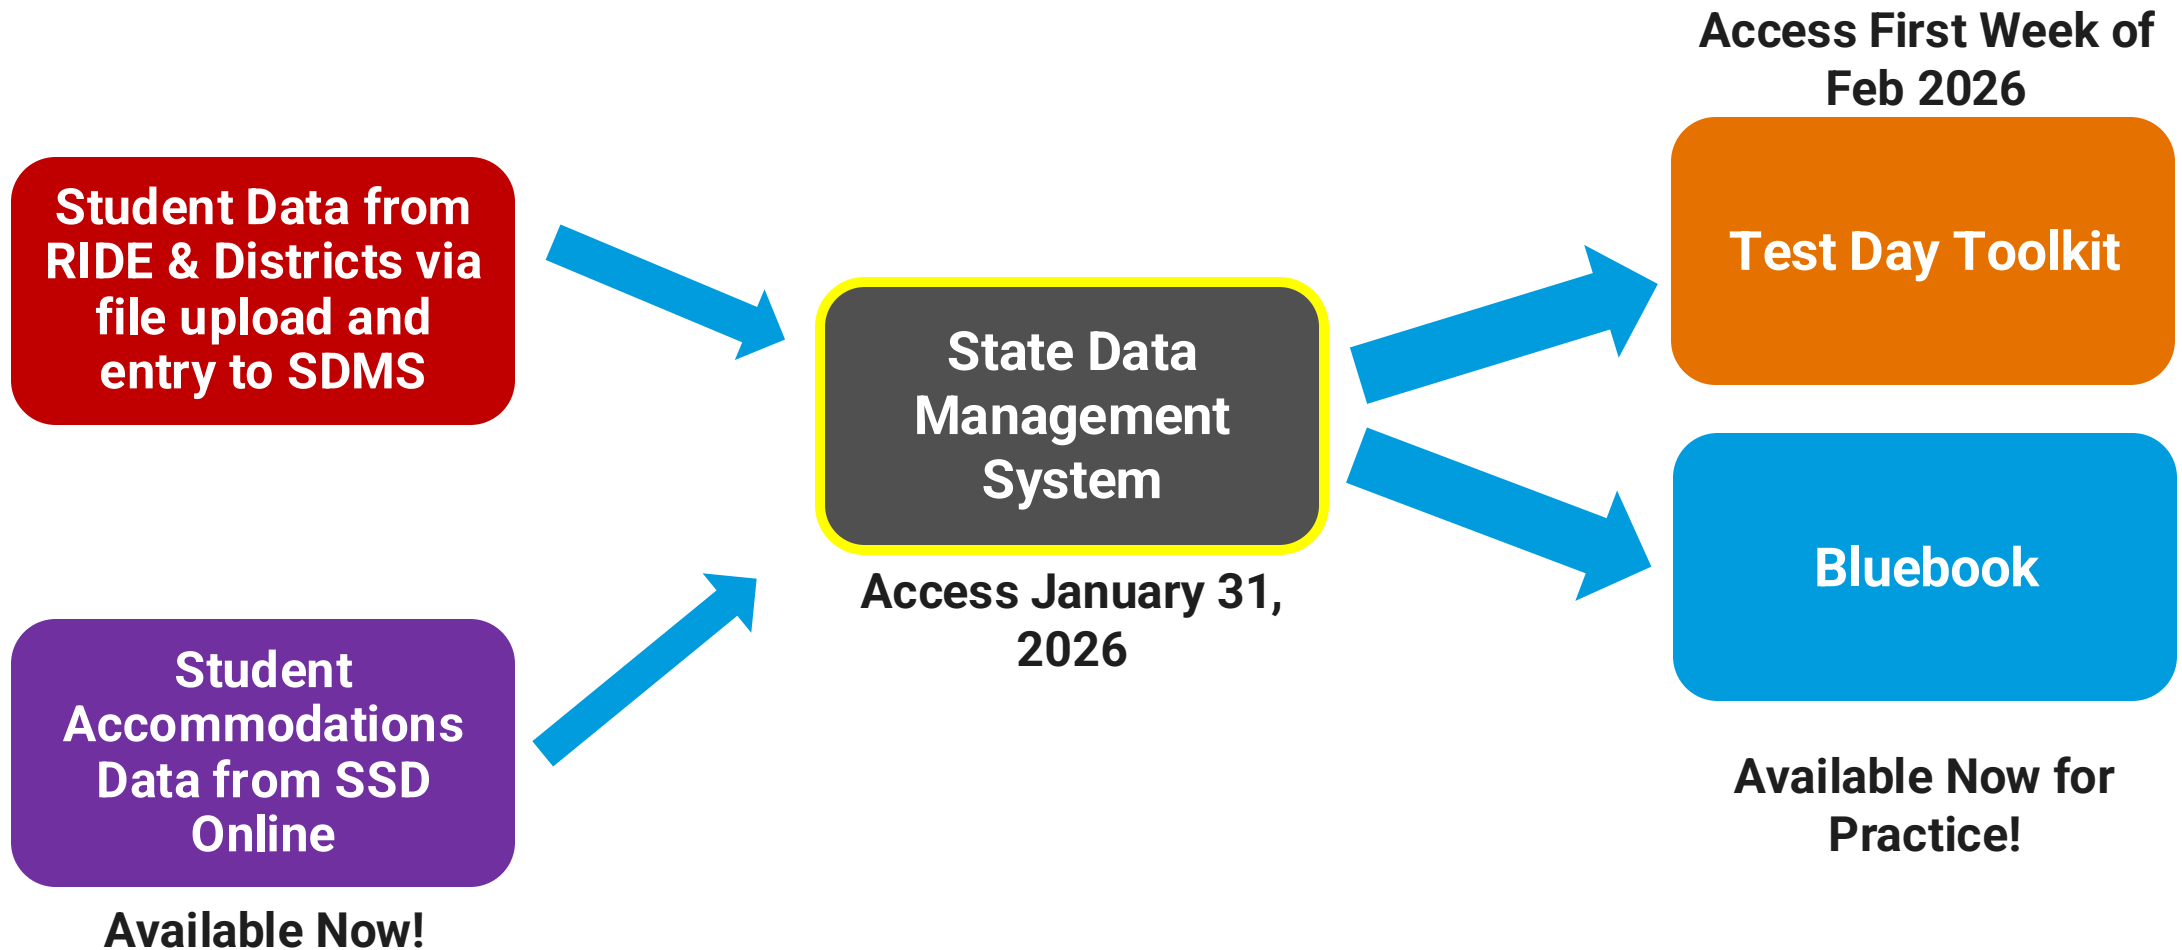 Student Data from
RIDE & Districts via
file upload and
entry to SDMS
Student
Accommodations
Data from SSD
Online
Available Now!
State Data
Management
System
Access January 31,
2026
Access First Week of
Feb 2026
Test Day Toolkit
Bluebook
Available Now for
Practice!